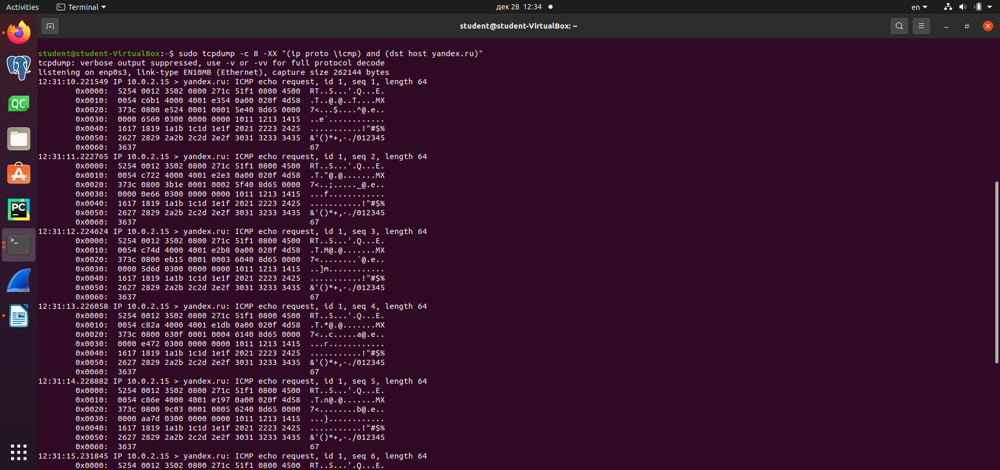 Activities
Terminal
дек 28 12:34
en
student@student-VirtualBox: ~
student@student-VirtualBox:~$ sudo tcpdump -c 8 -XX "(ip proto \icmp) and (dst host yandex.ru)"
tcpdump: verbose output suppressed, use -v or -vv for full protocol decode
listening on enp0s3, link-type EN10MB (Ethernet), capture size 262144 bytes
12:31:10.221549 IP 10.0.2.15 > yandex.ru: ICMP echo request, id 1, seq 1, length 64
0x0000:  5254 0012 3502 0800 271c 51f1 0800 4500  RT..5...'.Q...E.
0x0010:  0054 c6b1 4000 4001 e354 0a00 020f 4d58  .T..@.@..T....MX
0x0020:  373c 0800 e524 0001 0001 5e40 8d65 0000  7<...$....^@.e..
0x0030:  0000 6560 0300 0000 0000 1011 1213 1415  ..e`............
0x0040:  1617 1819 1a1b 1c1d 1e1f 2021 2223 2425  ...........!"#$%
0x0050:  2627 2829 2a2b 2c2d 2e2f 3031 3233 3435  &'()*+,-./012345
0x0060:  3637                                     67
12:31:11.222765 IP 10.0.2.15 > yandex.ru: ICMP echo request, id 1, seq 2, length 64
0x0000:  5254 0012 3502 0800 271c 51f1 0800 4500  RT..5...'.Q...E.
0x0010:  0054 c722 4000 4001 e2e3 0a00 020f 4d58  .T."@.@.......MX
0x0020:  373c 0800 3b1e 0001 0002 5f40 8d65 0000  7<..;....._@.e..
0x0030:  0000 0e66 0300 0000 0000 1011 1213 1415  ...f............
0x0040:  1617 1819 1a1b 1c1d 1e1f 2021 2223 2425  ...........!"#$%
0x0050:  2627 2829 2a2b 2c2d 2e2f 3031 3233 3435  &'()*+,-./012345
0x0060:  3637                                     67
12:31:12.224624 IP 10.0.2.15 > yandex.ru: ICMP echo request, id 1, seq 3, length 64
0x0000:  5254 0012 3502 0800 271c 51f1 0800 4500  RT..5...'.Q...E.
0x0010:  0054 c74d 4000 4001 e2b8 0a00 020f 4d58  .T.M@.@.......MX
0x0020:  373c 0800 eb15 0001 0003 6040 8d65 0000  7<........`@.e..
0x0030:  0000 5d6d 0300 0000 0000 1011 1213 1415  ..]m............
0x0040:  1617 1819 1a1b 1c1d 1e1f 2021 2223 2425  ...........!"#$%
0x0050:  2627 2829 2a2b 2c2d 2e2f 3031 3233 3435  &'()*+,-./012345
0x0060:  3637                                     67
12:31:13.226058 IP 10.0.2.15 > yandex.ru: ICMP echo request, id 1, seq 4, length 64
0x0000:  5254 0012 3502 0800 271c 51f1 0800 4500  RT..5...'.Q...E.
0x0010:  0054 c82a 4000 4001 e1db 0a00 020f 4d58  .T.*@.@.......MX
0x0020:  373c 0800 630f 0001 0004 6140 8d65 0000  7<..c.....a@.e..
0x0030:  0000 e472 0300 0000 0000 1011 1213 1415  ...r............
0x0040:  1617 1819 1a1b 1c1d 1e1f 2021 2223 2425  ...........!"#$%
0x0050:  2627 2829 2a2b 2c2d 2e2f 3031 3233 3435  &'()*+,-./012345
0x0060:  3637                                     67
12:31:14.228882 IP 10.0.2.15 > yandex.ru: ICMP echo request, id 1, seq 5, length 64
0x0000:  5254 0012 3502 0800 271c 51f1 0800 4500  RT..5...'.Q...E.
0x0010:  0054 c86e 4000 4001 e197 0a00 020f 4d58  .T.n@.@.......MX
0x0020:  373c 0800 9c03 0001 0005 6240 8d65 0000  7<........b@.e..
0x0030:  0000 aa7d 0300 0000 0000 1011 1213 1415  ...}............
0x0040:  1617 1819 1a1b 1c1d 1e1f 2021 2223 2425  ...........!"#$%
0x0050:  2627 2829 2a2b 2c2d 2e2f 3031 3233 3435  &'()*+,-./012345
0x0060:  3637                                     67
12:31:15.231845 IP 10.0.2.15 > yandex.ru: ICMP echo request, id 1, seq 6, length 64
0x0000:  5254 0012 3502 0800 271c 51f1 0800 4500  RT..5...'.Q...E.
QC
PC
>_